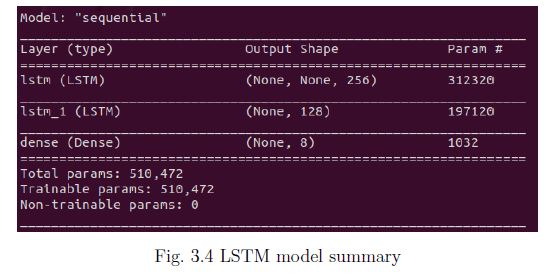 Model: "sequential"
Layer (type) Output Shape Param #
lstm (LSTM) (None, None, 256) 312320
lstm_1 (LSTM) (None, 128) 197120
dense (Dense) (None, 8) 1032
Total params: 510,472
Trainable params: 510,472
Non-trainable params: 0
Fig. 3.4 LSTM model summary